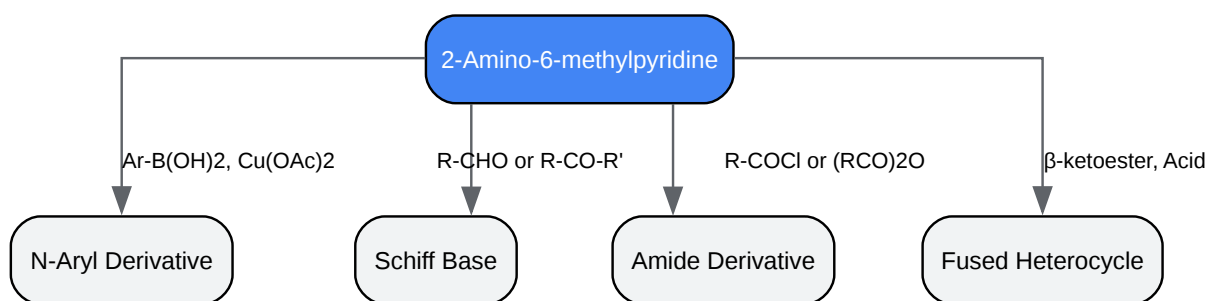 2-Amino-6-methylpyridine
Ar-B(OH)2, Cu(OAc)2
R-CHO or R-CO-R'
R-COCl or (RCO)2O
β-ketoester, Acid
N-Aryl Derivative
Schiff Base
Amide Derivative
Fused Heterocycle